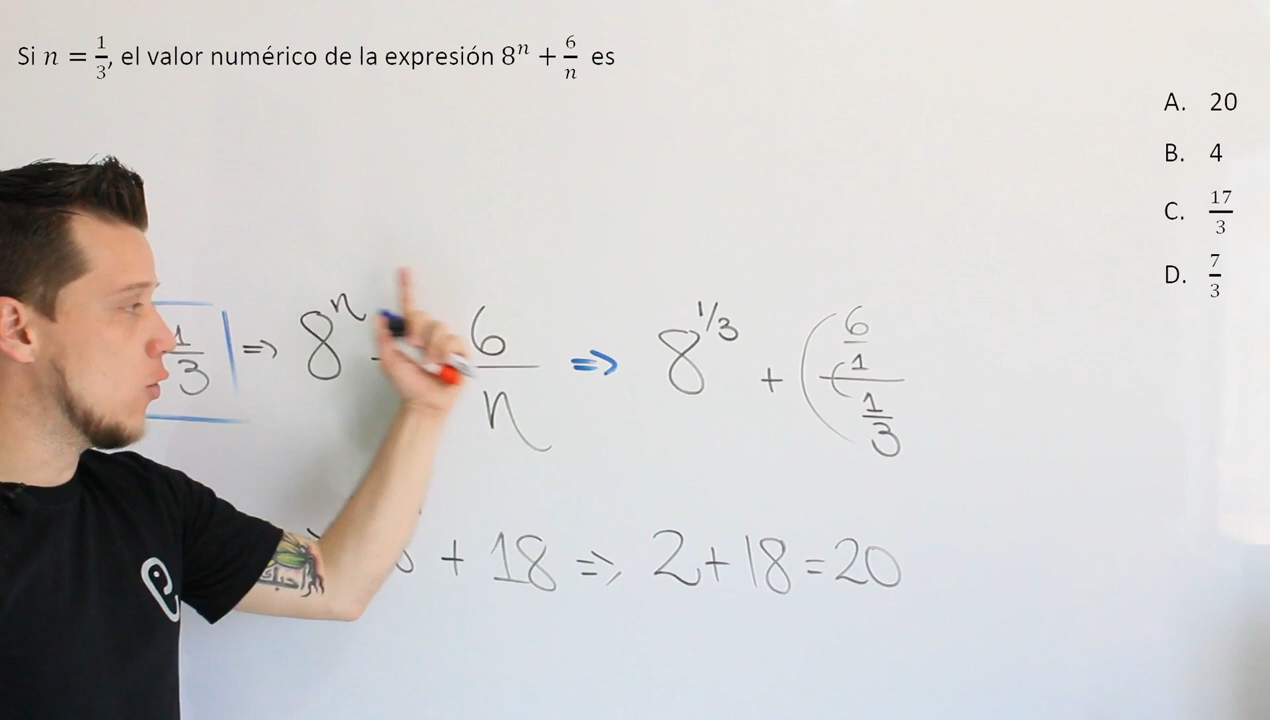 Si n = 1/3, el valor numérico de la expresión 8ⁿ + 6/n es
A. 20
B. 4
C. 17/3
D. 7/3
1/3 ⇒ 8ⁿ 6/n ⇒ 8^1/3 + ((6/1)/(1/3))
+ 18 ⇒ 2+18=20
أحبك